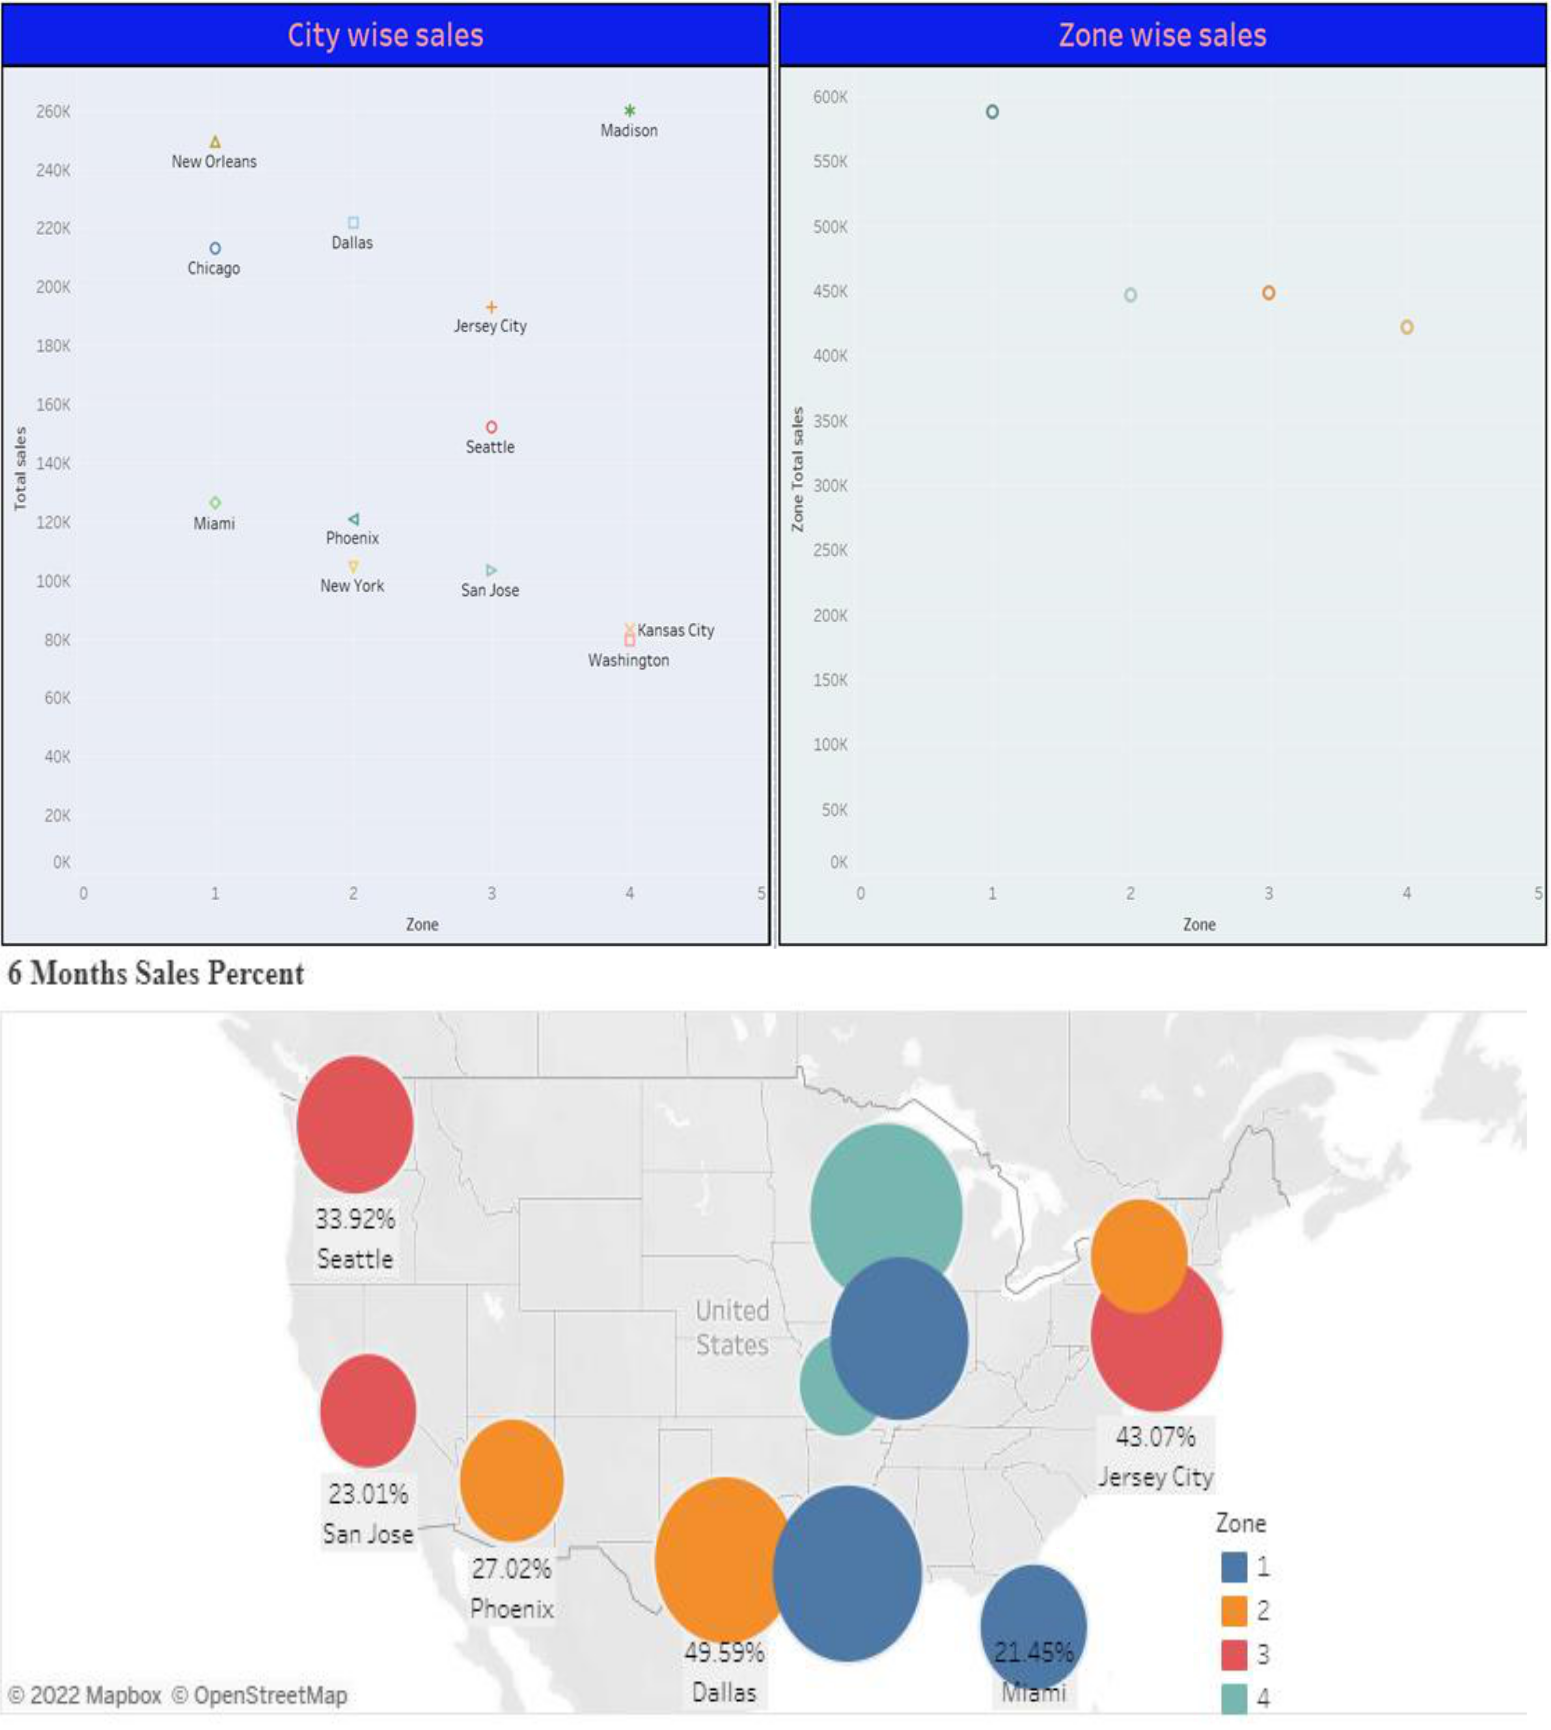 City wise sales
Zone wise sales
260K
240K
220K
200K
180K
160K
140K
120K
100K
80K
60K
40K
20K
0K
Total sales
Madison
New Orleans
Dallas
Chicago
Jersey City
Seattle
Miami
Phoenix
New York
San Jose
Kansas City
Washington
0 1 2 3 4 5
Zone
600K
550K
500K
450K
400K
350K
300K
250K
200K
150K
100K
50K
0K
Zone Total sales
0 1 2 3 4 5
Zone
6 Months Sales Percent
33.92%
Seattle
United
States
43.07%
Jersey City
23.01%
San Jose
27.02%
Phoenix
49.59%
Dallas
21.45%
Miami
Zone
1
2
3
4
© 2022 Mapbox © OpenStreetMap